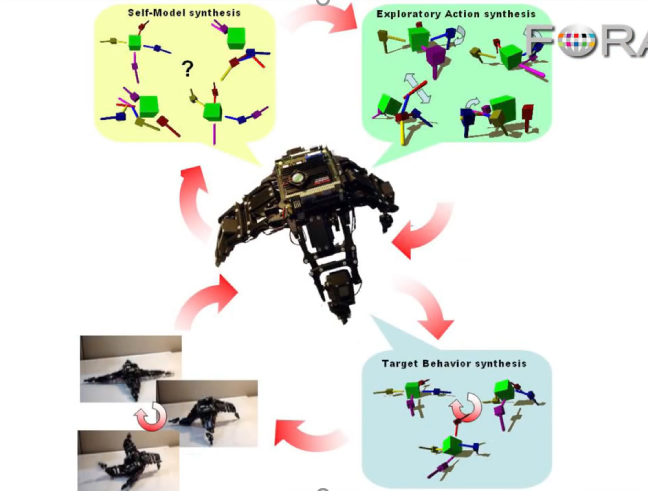 Self-Model synthesis
Exploratory Action synthesis
FORA
?
Target Behavior synthesis